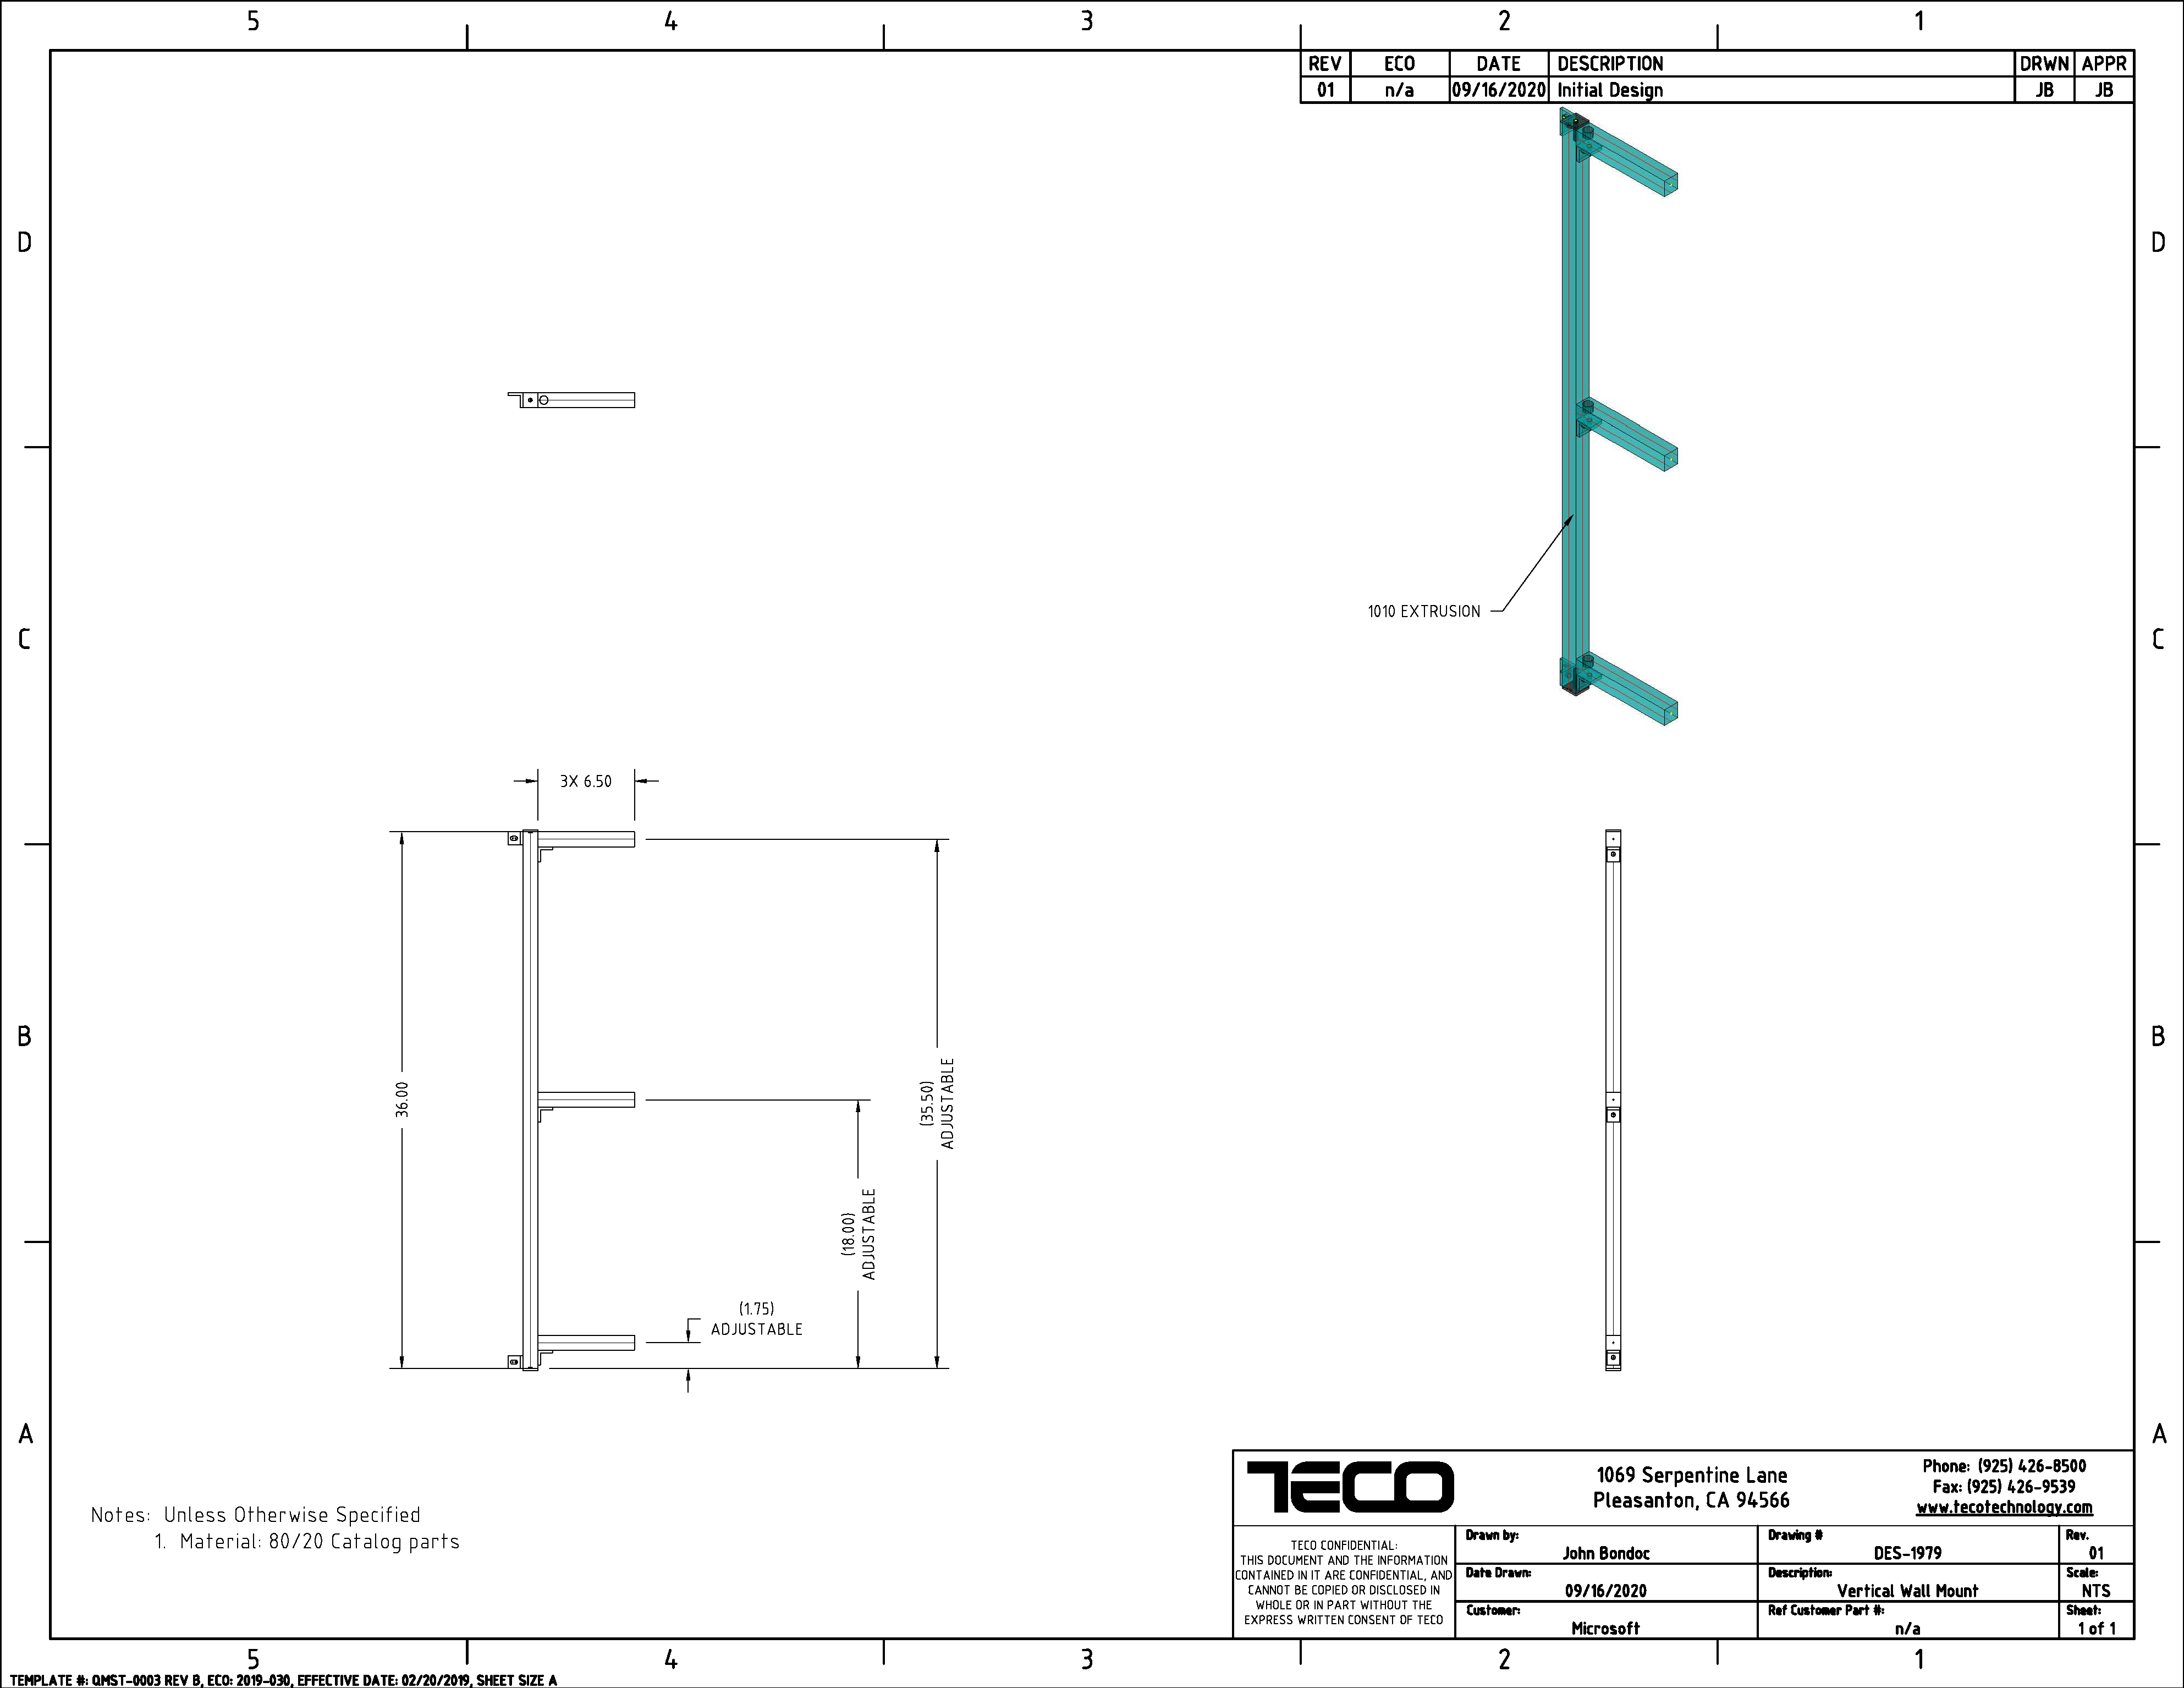 5 4 3 2 1
REV ECO DATE DESCRIPTION DRWN APPR
01 n/a 09/16/2020 Initial Design JB JB
D D
1010 EXTRUSION
C C
3X 6.50
B B
36.00
(35.50)
ADJUSTABLE
(18.00)
ADJUSTABLE
(1.75)
ADJUSTABLE
A A
Notes: Unless Otherwise Specified
1. Material: 80/20 Catalog parts
TECO
1069 Serpentine Lane
Pleasanton, CA 94566
Phone: (925) 426-8500
Fax: (925) 426-9539
www.tecotechnology.com
TECO CONFIDENTIAL:
THIS DOCUMENT AND THE INFORMATION
CONTAINED IN IT ARE CONFIDENTIAL, AND
CANNOT BE COPIED OR DISCLOSED IN
WHOLE OR IN PART WITHOUT THE
EXPRESS WRITTEN CONSENT OF TECO
Drawn by:
John Bondoc
Drawing #
DES-1979
Rev.
01
Date Drawn:
09/16/2020
Description:
Vertical Wall Mount
Scale:
NTS
Customer:
Microsoft
Ref Customer Part #:
n/a
Sheet:
1 of 1
5 4 3 2 1
TEMPLATE #: QMST-0003 REV B, ECO: 2019-030, EFFECTIVE DATE: 02/20/2019, SHEET SIZE A